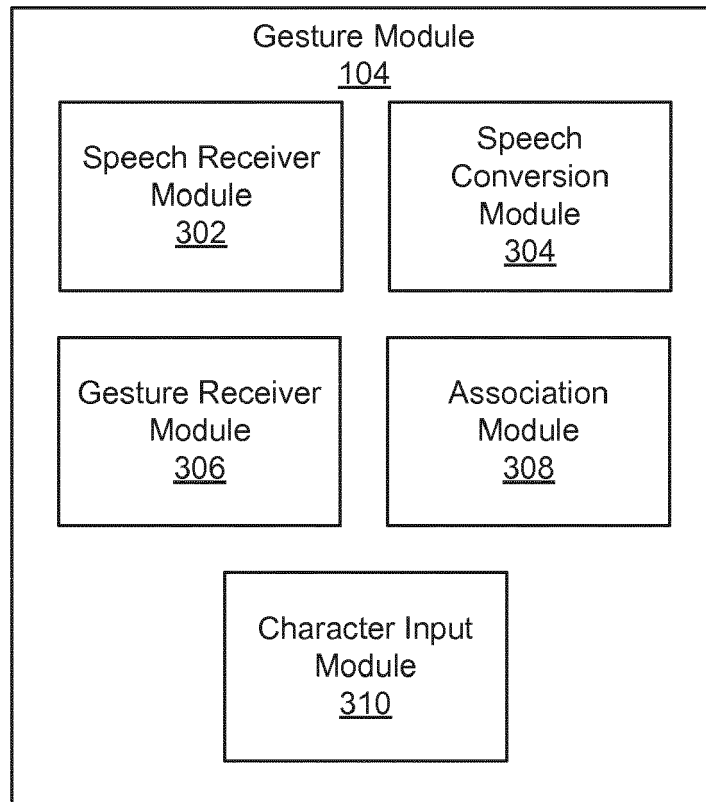 Gesture Module
104
Speech Receiver
Module
302
Speech
Conversion
Module
304
Gesture Receiver
Module
306
Association
Module
308
Character Input
Module
310